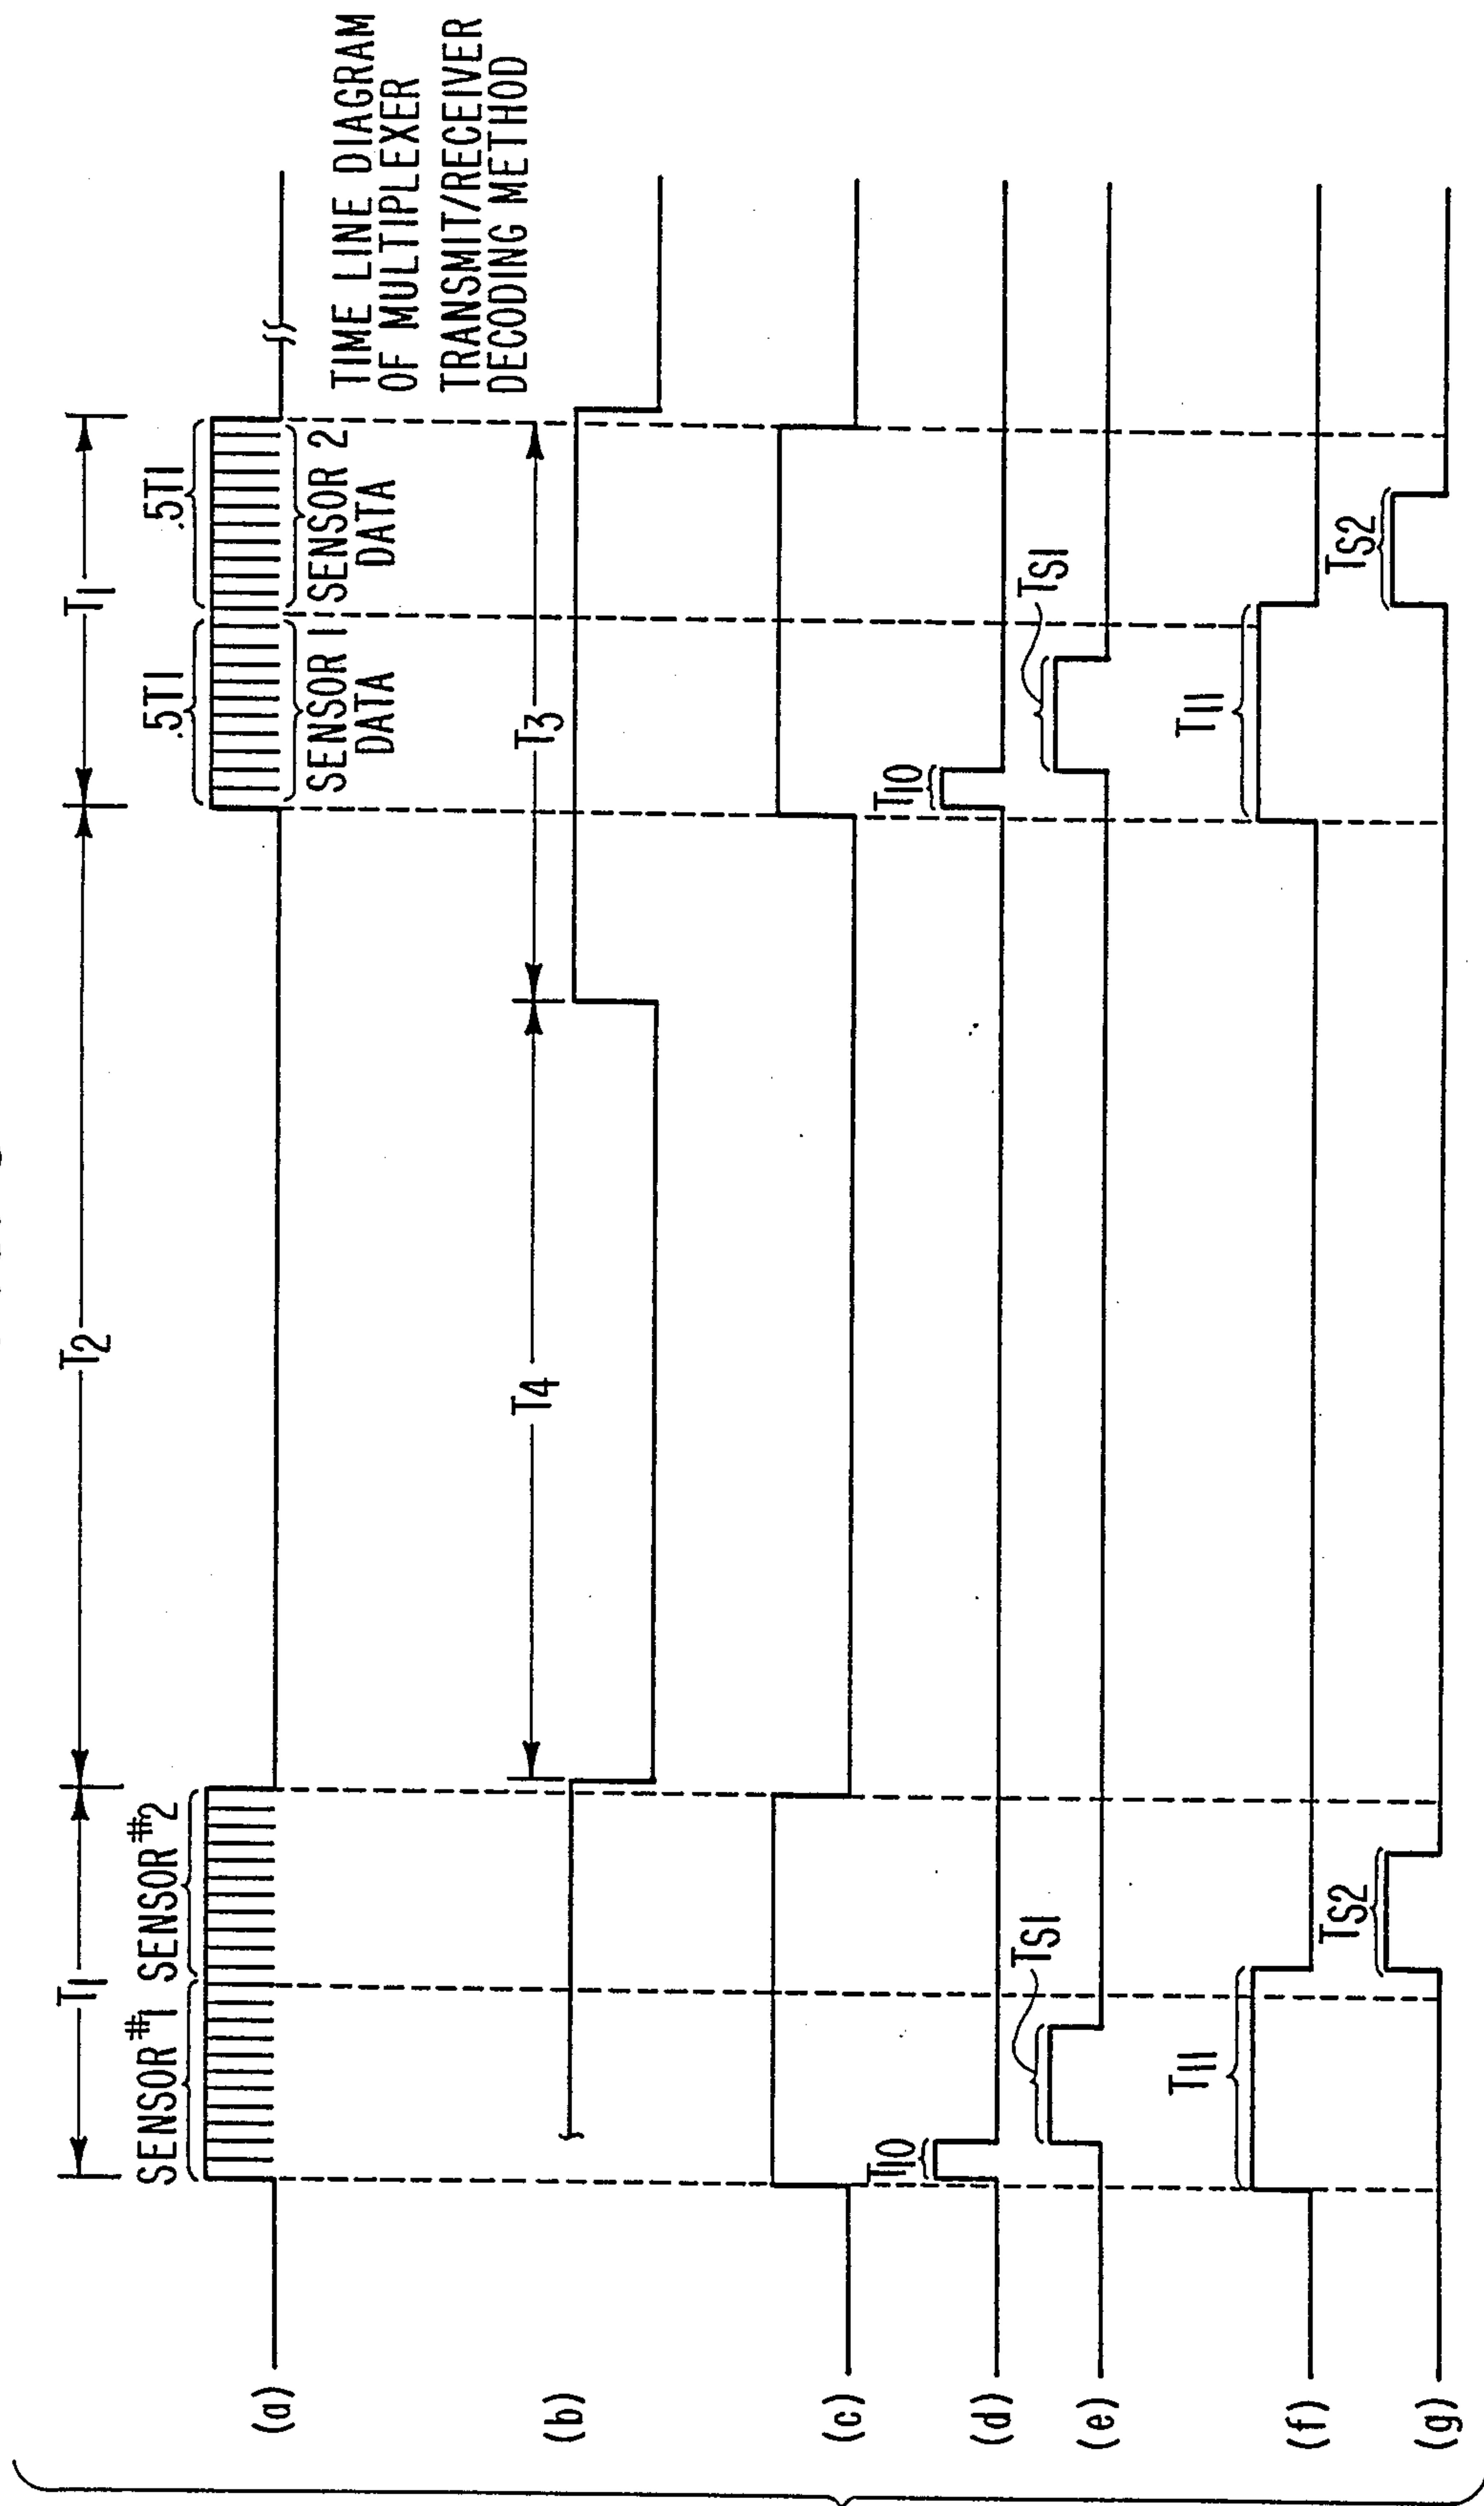 T1
T2
T1
SENSOR #1
SENSOR #2
.5T1
.5T1
(a)
SENSOR 1
DATA
SENSOR 2
DATA
TIME LINE DIAGRAM
OF MULTIPLEXER
TRANSMIT/RECEIVER
DECODING METHOD
T4
T3
(b)
(c)
T10
T10
(d)
TS1
TS1
(e)
T11
T11
(f)
TS2
TS2
(g)